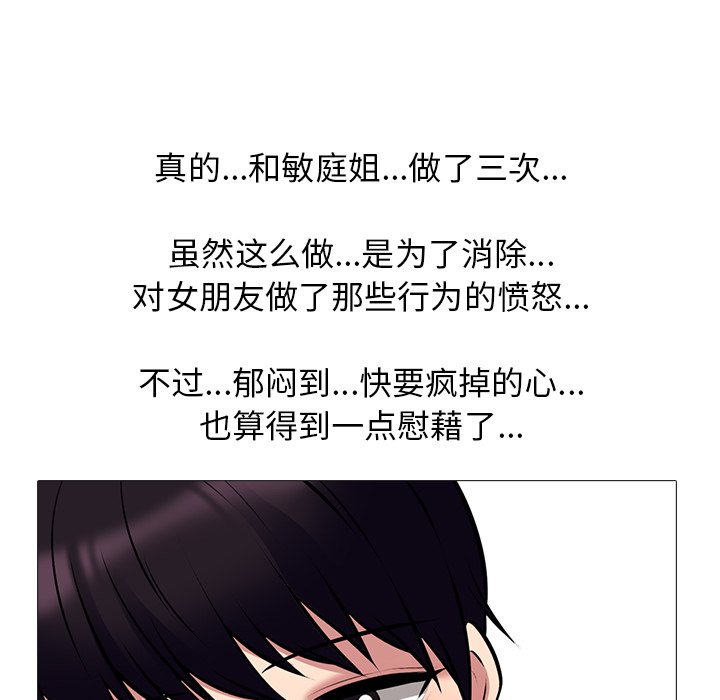 真的...和敏庭姐...做了三次...
虽然这么做...是为了消除...
对女朋友做了那些行为的愤怒...
不过...郁闷到...快要疯掉的心...
也算得到一点慰藉了...